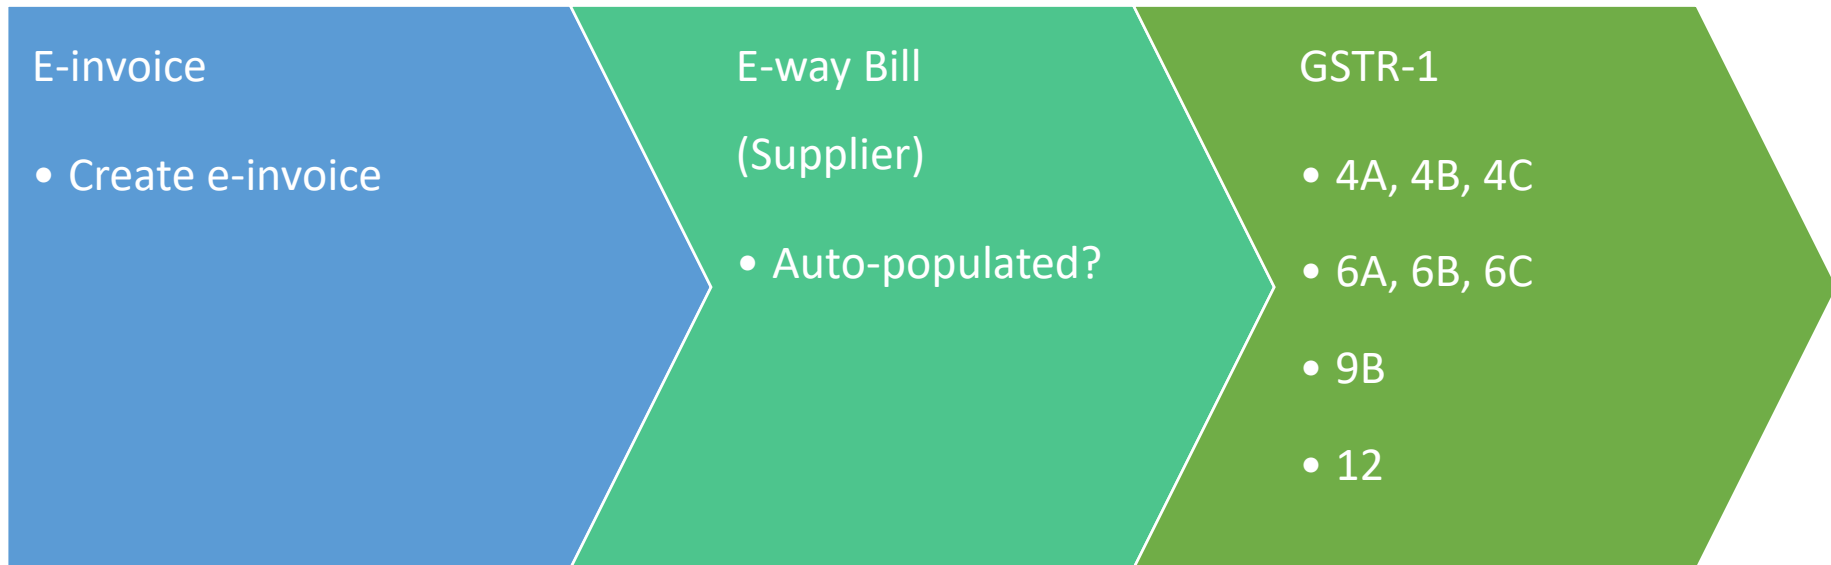 E-invoice
• Create e-invoice
E-way Bill
(Supplier)
• Auto-populated?
GSTR-1
• 4A, 4B, 4C
• 6A, 6B, 6C
• 9B
• 12